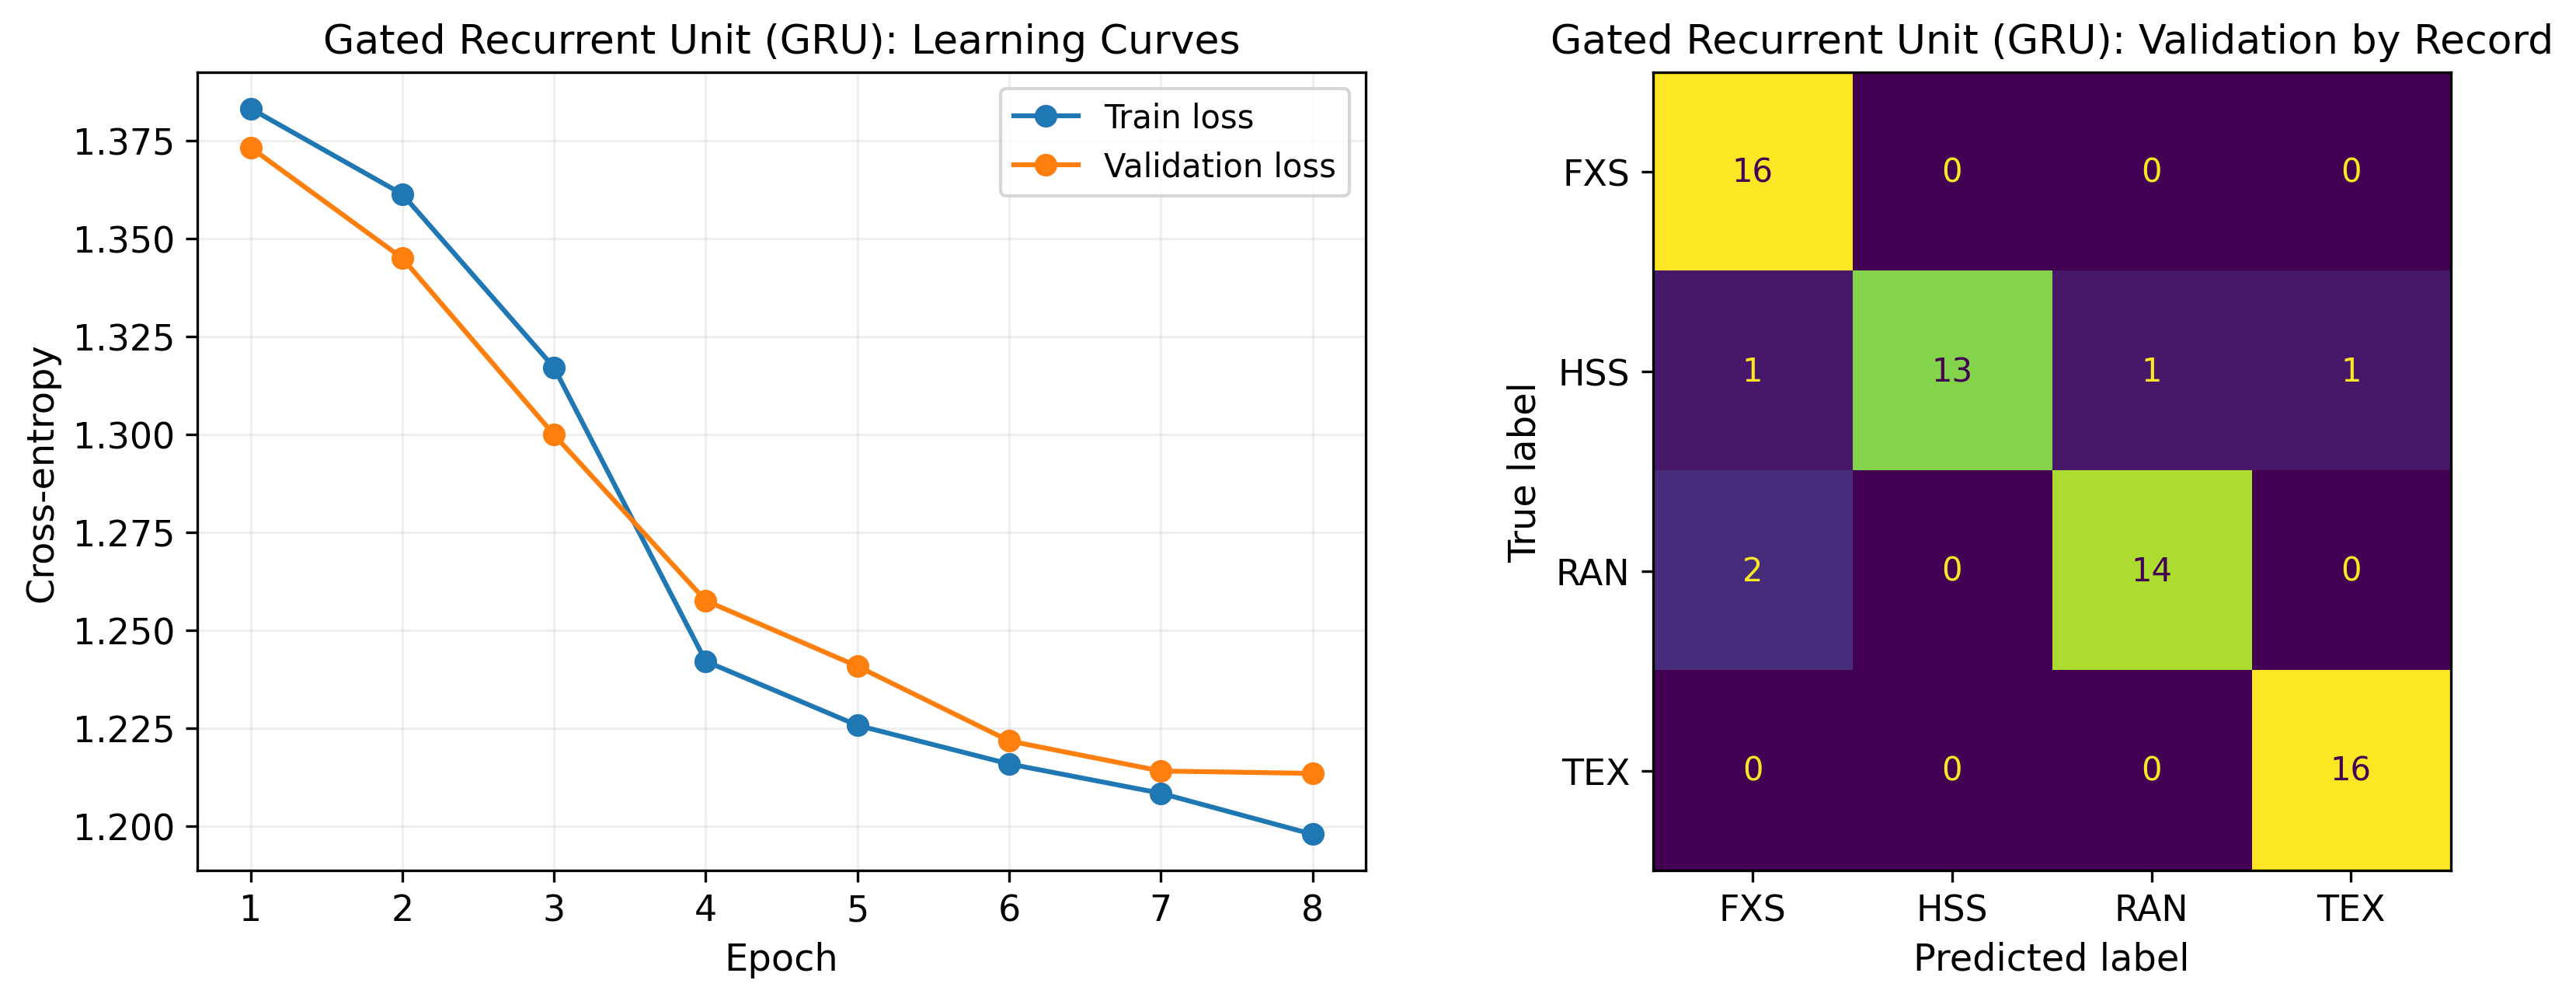 Gated Recurrent Unit (GRU): Learning Curves
Train loss
Validation loss
Cross-entropy
1.375
1.350
1.325
1.300
1.275
1.250
1.225
1.200
1 2 3 4 5 6 7 8
Epoch
Gated Recurrent Unit (GRU): Validation by Record
True label
FXS 16 0 0 0
HSS 1 13 1 1
RAN 2 0 14 0
TEX 0 0 0 16
FXS HSS RAN TEX
Predicted label